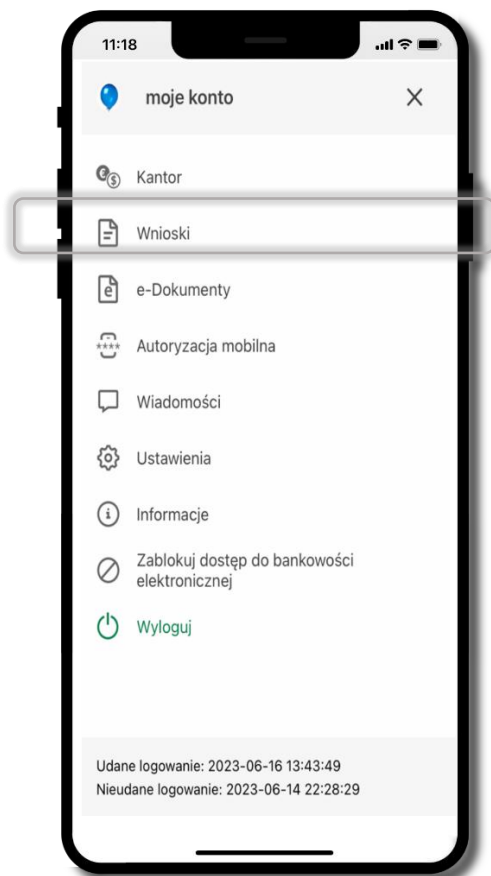 11:18
moje konto
Kantor
Wnioski
e-Dokumenty
Autoryzacja mobilna
Wiadomości
Ustawienia
Informacje
Zablokuj dostęp do bankowości
elektronicznej
Wyloguj
Udane logowanie: 2023-06-16 13:43:49
Nieudane logowanie: 2023-06-14 22:28:29